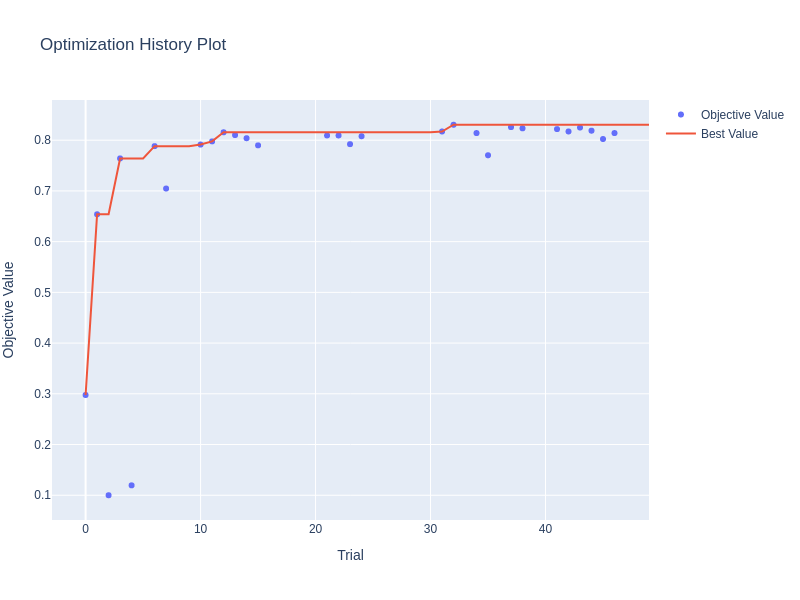 Optimization History Plot
Objective Value
Best Value
0.8
0.7
0.6
0.5
0.4
0.3
0.2
0.1
Objective Value
0
10
20
30
40
Trial